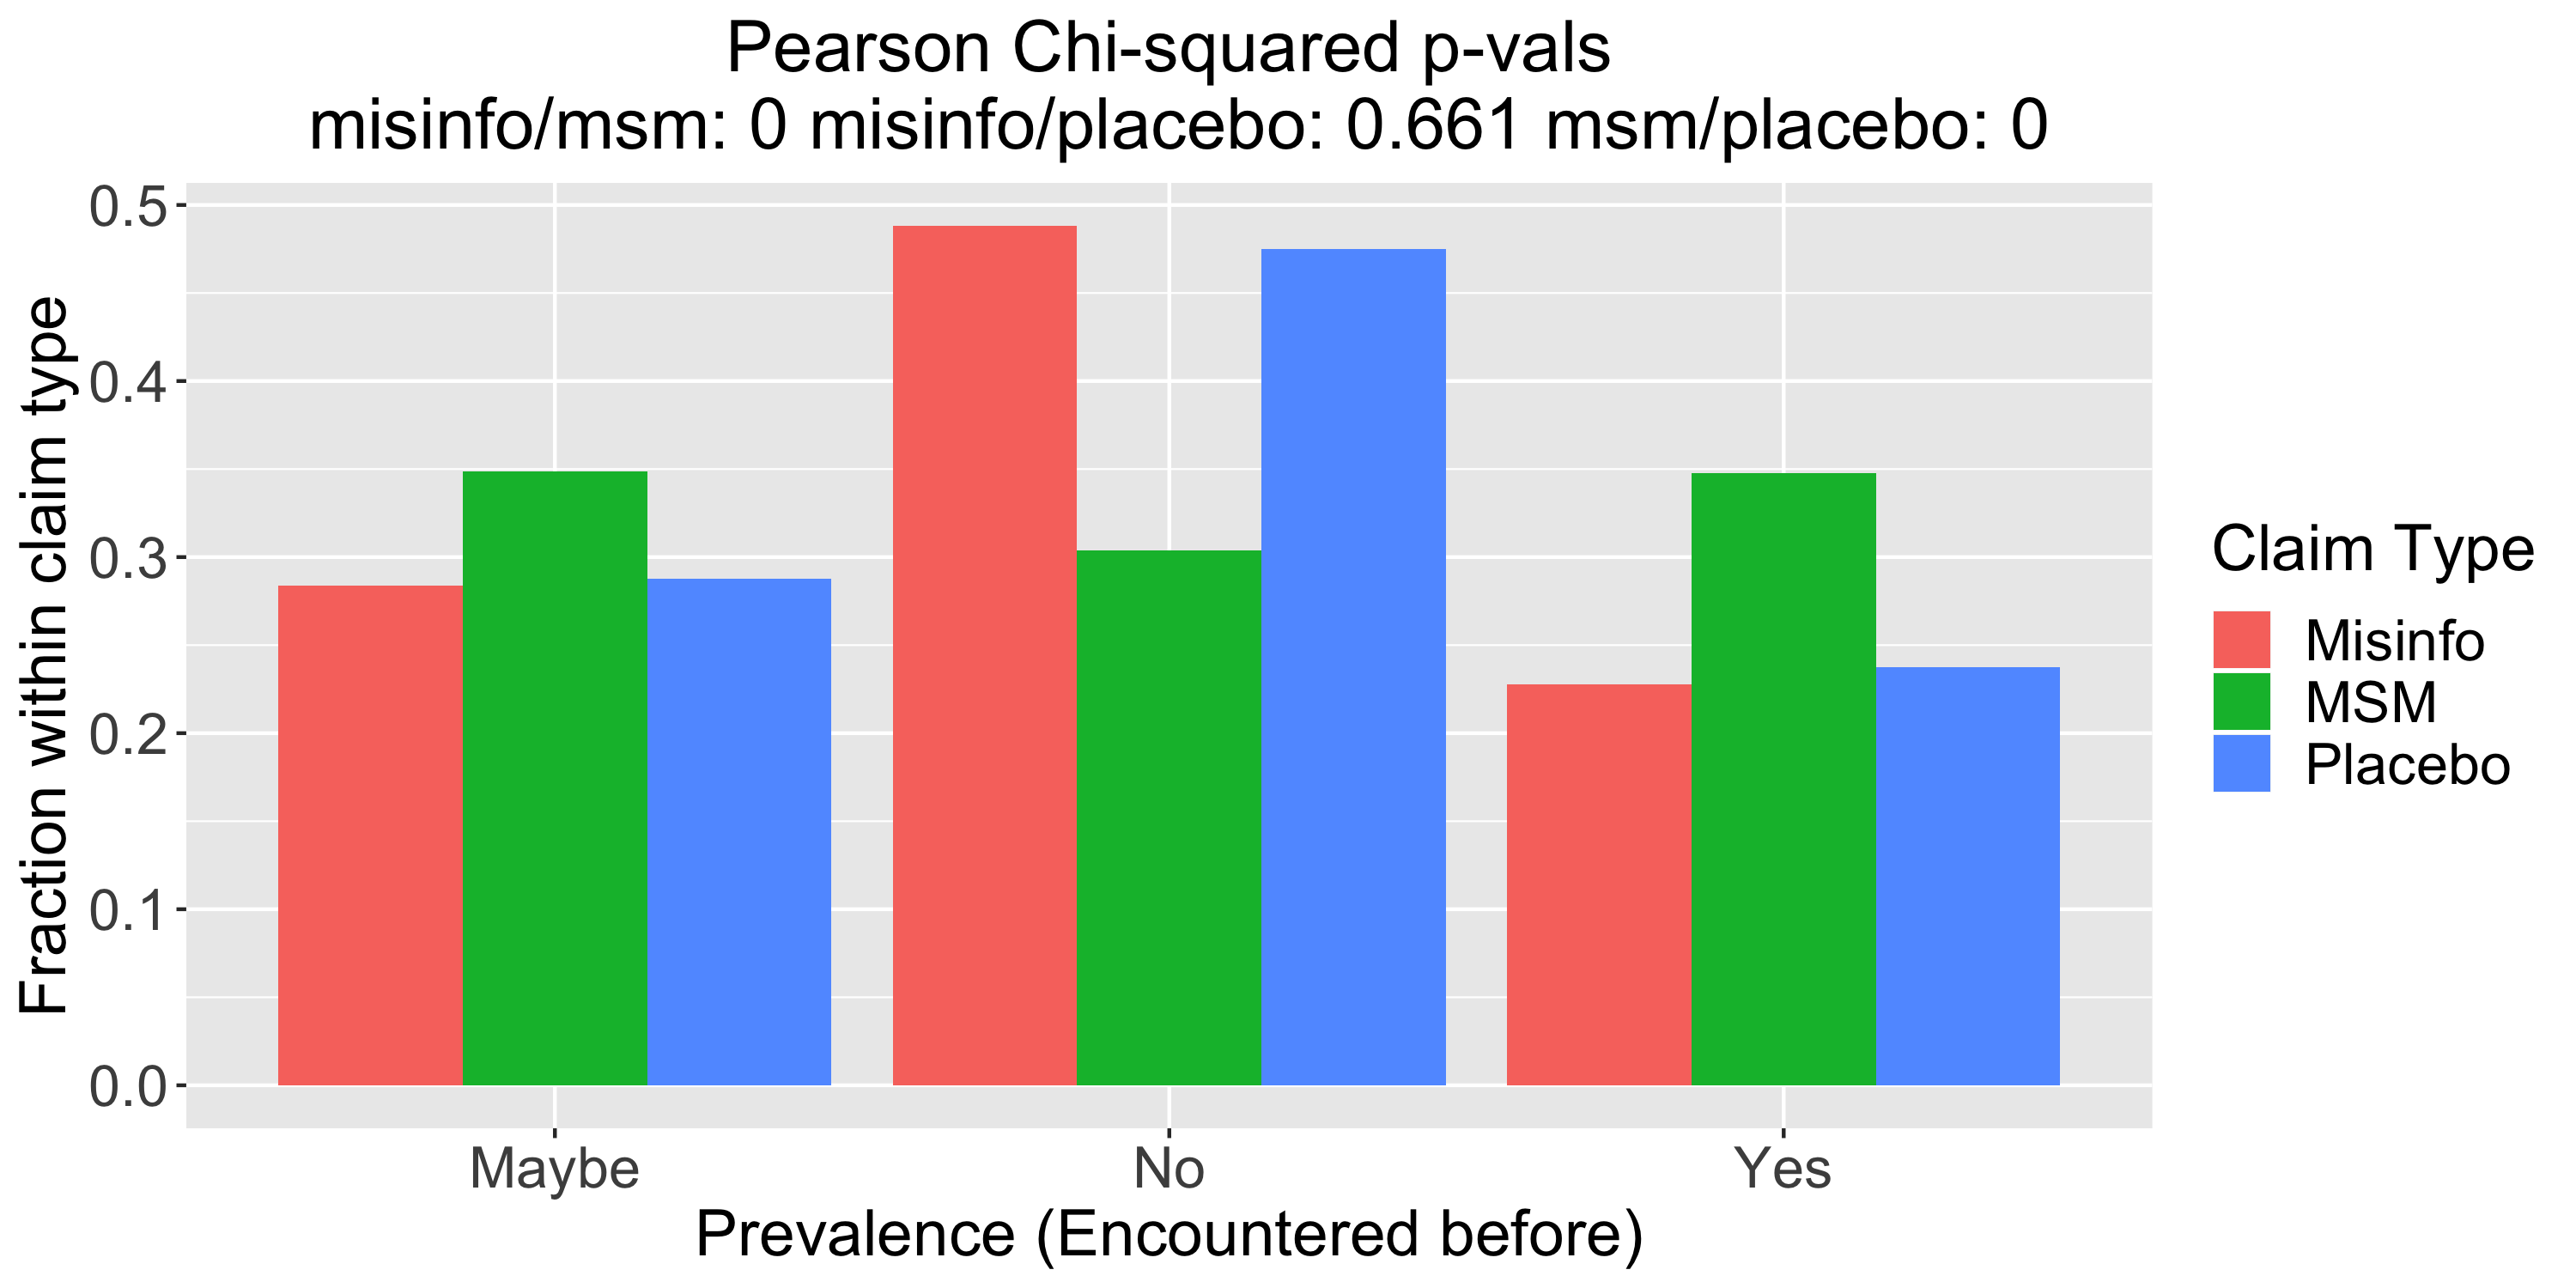 Pearson Chi-squared p-vals
misinfo/msm: 0 misinfo/placebo: 0.661 msm/placebo: 0
Fraction within claim type
0.5
0.4
0.3
0.2
0.1
0.0
Maybe
No
Yes
Prevalence (Encountered before)
Claim Type
Misinfo
MSM
Placebo